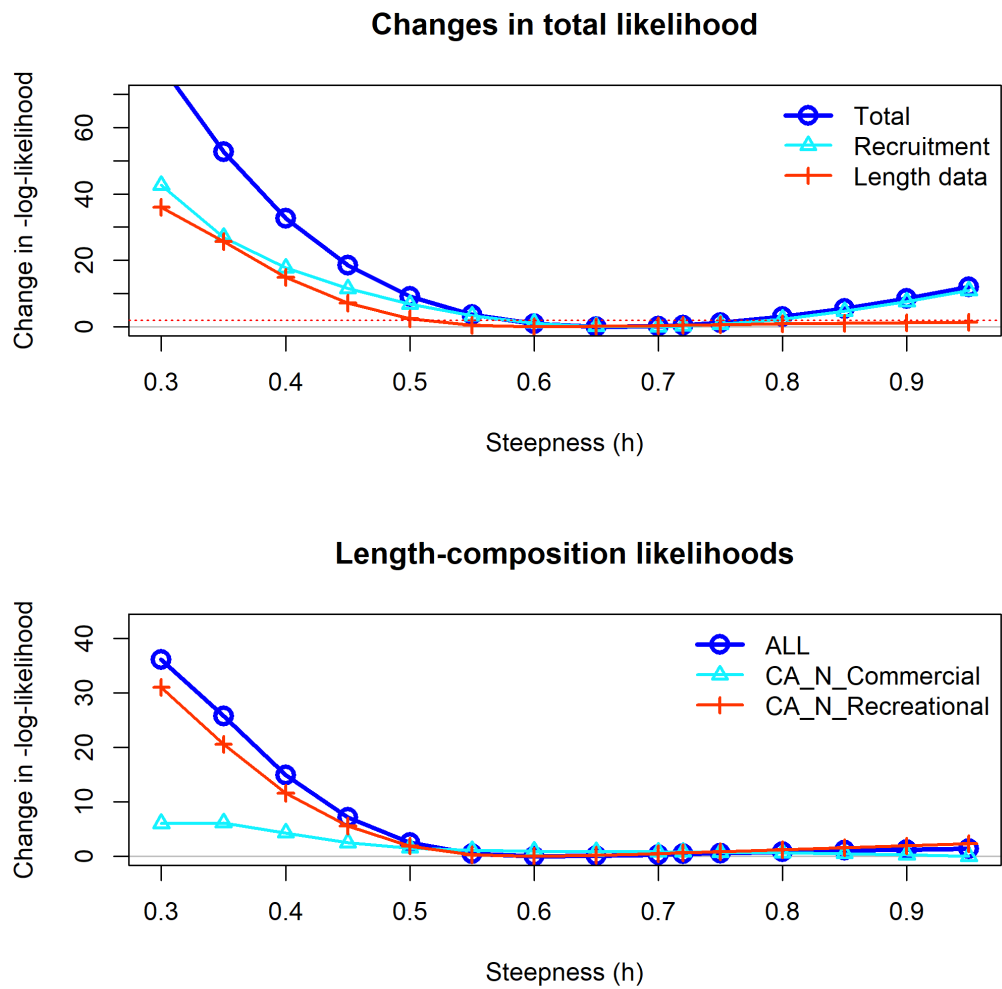 Changes in total likelihood
Change in -log-likelihood
60
40
20
0
Total
Recruitment
Length data
0.3 0.4 0.5 0.6 0.7 0.8 0.9
Steepness (h)
Length-composition likelihoods
Change in -log-likelihood
40
30
20
10
0
ALL
CA_N_Commercial
CA_N_Recreational
0.3 0.4 0.5 0.6 0.7 0.8 0.9
Steepness (h)